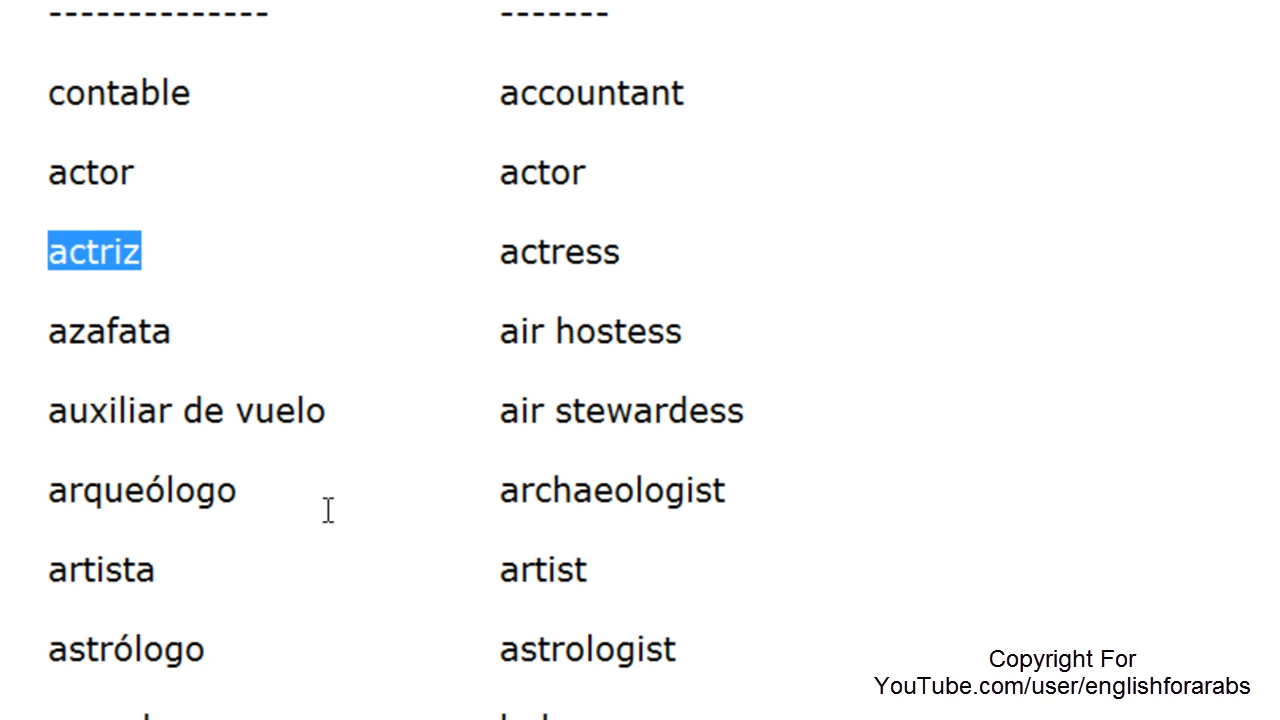 -------------- -------
contable accountant
actor actor
actriz actress
azafata air hostess
auxiliar de vuelo air stewardess
arqueólogo archaeologist
artista artist
astrólogo astrologist
Copyright For
YouTube.com/user/englishforarabs